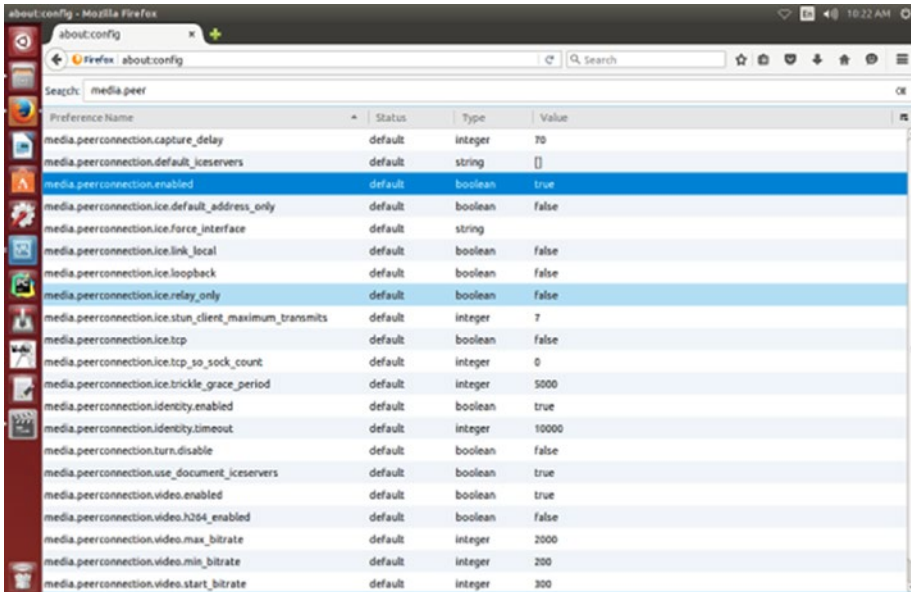 about:config - Mozilla Firefox En 10:22 AM
about:config
Firefox about:config Search
Search: media.peer
Preference Name Status Type Value
media.peerconnection.capture_delay default integer 70
media.peerconnection.default_iceservers default string []
media.peerconnection.enabled default boolean true
media.peerconnection.ice.default_address_only default boolean false
media.peerconnection.ice.force_interface default string
media.peerconnection.ice.link_local default boolean false
media.peerconnection.ice.loopback default boolean false
media.peerconnection.ice.relay_only default boolean false
media.peerconnection.ice.stun_client_maximum_transmits default integer 7
media.peerconnection.ice.tcp default boolean false
media.peerconnection.ice.tcp_so_sock_count default integer 0
media.peerconnection.ice.trickle_grace_period default integer 5000
media.peerconnection.identity.enabled default boolean true
media.peerconnection.identity.timeout default integer 10000
media.peerconnection.turn.disable default boolean false
media.peerconnection.use_document_iceservers default boolean true
media.peerconnection.video.enabled default boolean true
media.peerconnection.video.h264_enabled default boolean false
media.peerconnection.video.max_bitrate default integer 2000
media.peerconnection.video.min_bitrate default integer 200
media.peerconnection.video.start_bitrate default integer 300